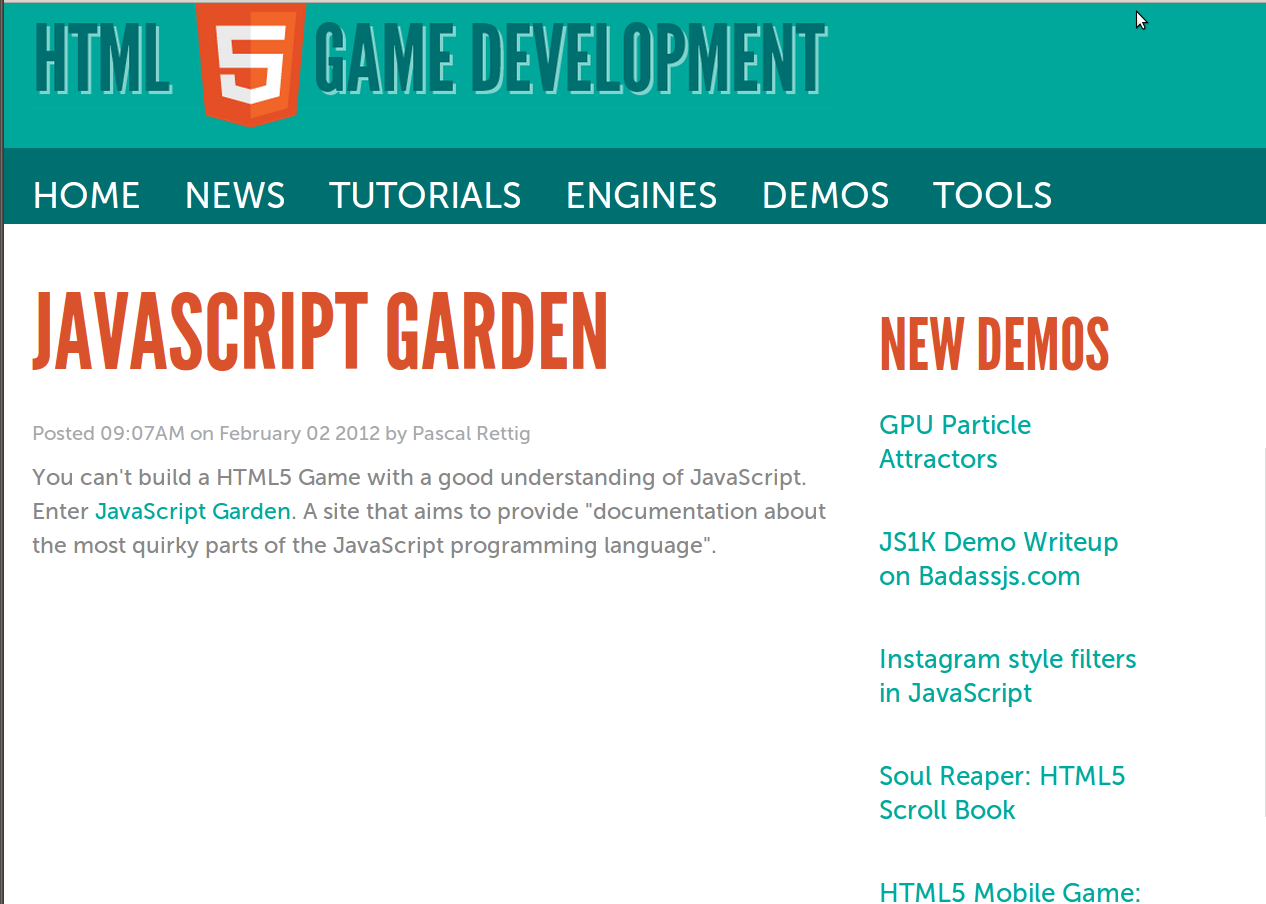 HTML 5 GAME DEVELOPMENT
HOME NEWS TUTORIALS ENGINES DEMOS TOOLS
JAVASCRIPT GARDEN
Posted 09:07AM on February 02 2012 by Pascal Rettig
You can't build a HTML5 Game with a good understanding of JavaScript.
Enter JavaScript Garden. A site that aims to provide "documentation about
the most quirky parts of the JavaScript programming language".
NEW DEMOS
GPU Particle
Attractors
JS1K Demo Writeup
on Badassjs.com
Instagram style filters
in JavaScript
Soul Reaper: HTML5
Scroll Book
HTML5 Mobile Game: